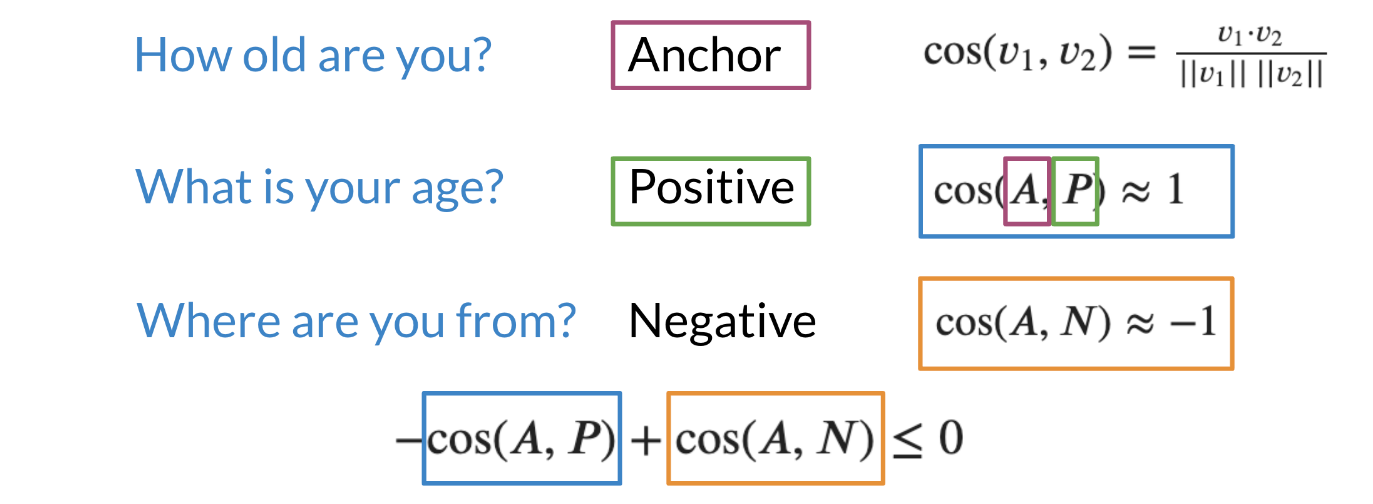 How old are you? Anchor cos(v₁, v₂) = v₁·v₂ / ||v₁|| ||v₂||
What is your age? Positive cos(A, P) ≈ 1
Where are you from? Negative cos(A, N) ≈ −1
−cos(A, P) + cos(A, N) ≤ 0